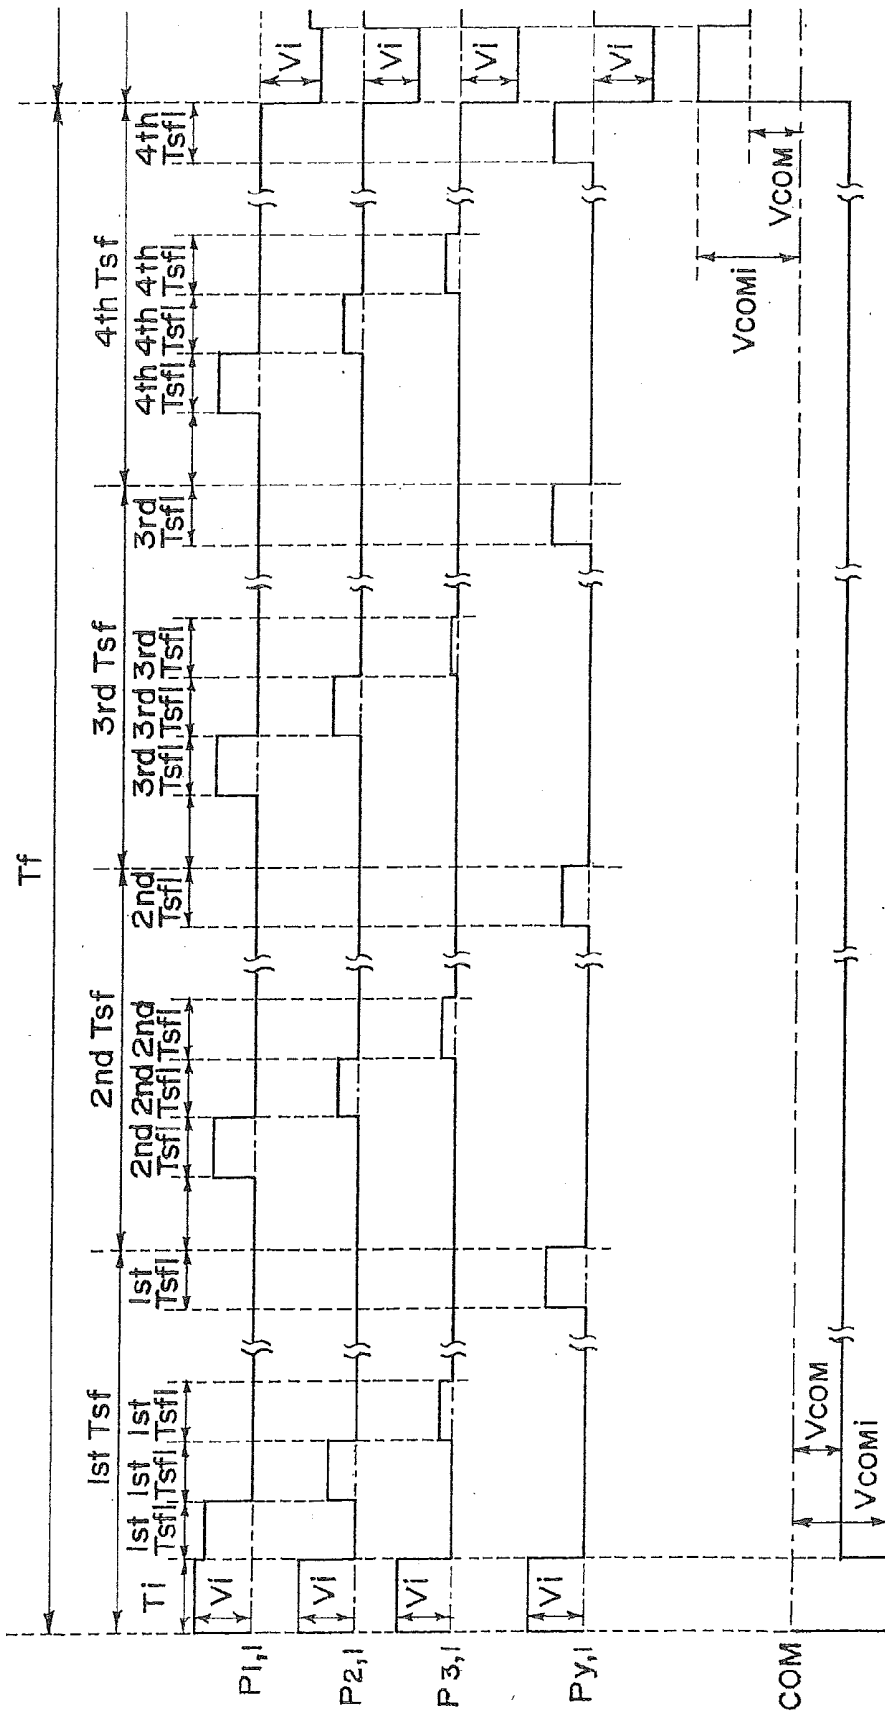 Tf
1st Tsf
2nd Tsf
3rd Tsf
4th Tsf
Ti
1st Tsfl
1st Tsfl
1st Tsfl
1st Tsfl
2nd Tsfl
2nd Tsfl
2nd Tsfl
2nd Tsfl
3rd Tsfl
3rd Tsfl
3rd Tsfl
3rd Tsfl
4th Tsfl
4th Tsfl
4th Tsfl
4th Tsfl
P1,1
Vi
Vi
P2,1
Vi
Vi
P3,1
Vi
Vi
Py,1
Vi
Vi
COM
VCOM
VCOMi
VCOMi
VCOM